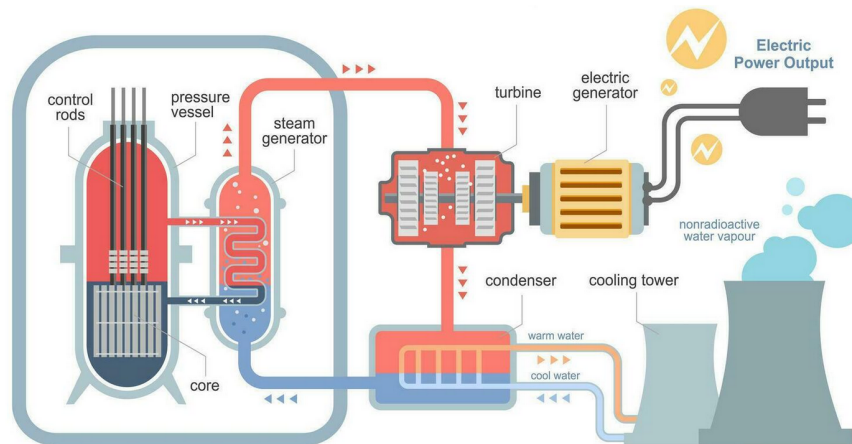 control
rods
pressure
vessel
steam
generator
core
turbine
electric
generator
Electric
Power Output
nonradioactive
water vapour
condenser
cooling tower
warm water
cool water